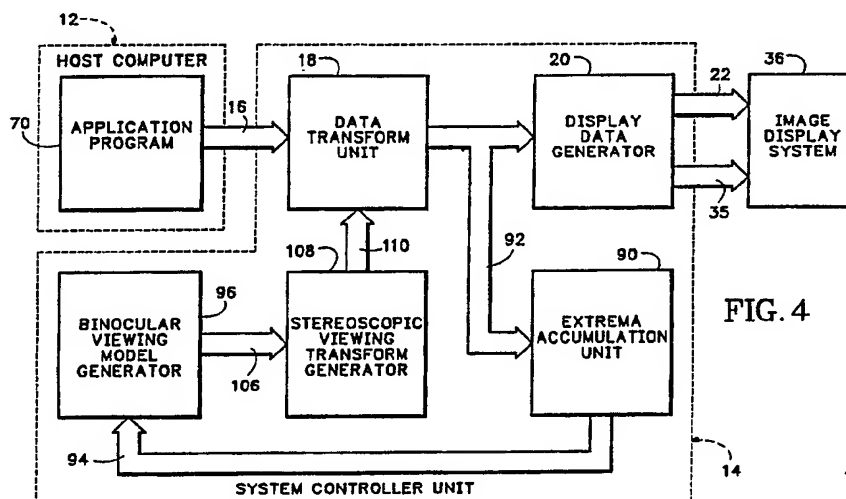 12
HOST COMPUTER
18
20
36
16
22
70
APPLICATION
PROGRAM
DATA
TRANSFORM
UNIT
DISPLAY
DATA
GENERATOR
IMAGE
DISPLAY
SYSTEM
35
108
110
92
90
96
BINOCULAR
VIEWING
MODEL
GENERATOR
106
STEREOSCOPIC
VIEWING
TRANSFORM
GENERATOR
EXTREMA
ACCUMULATION
UNIT
FIG. 4
94
SYSTEM CONTROLLER UNIT
14